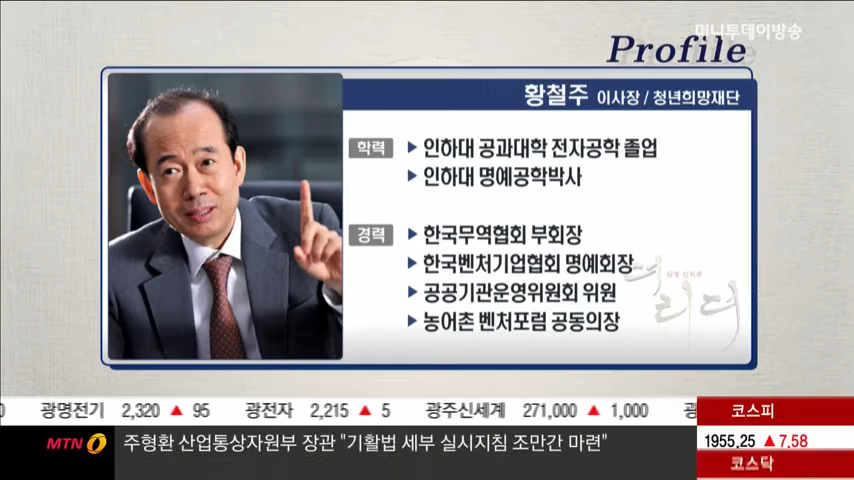 머니투데이방송
Profile
황철주 이사장 / 청년희망재단
학력
▶ 인하대 공과대학 전자공학 졸업
▶ 인하대 명예공학박사
경력
▶ 한국무역협회 부회장
▶ 한국벤처기업협회 명예회장
▶ 공공기관운영위원회 위원
▶ 농어촌 벤처포럼 공동의장
더 리더
0 광명전기 2,320 ▲ 95 광전자 2,215 ▲ 5 광주신세계 271,000 ▲ 1,000
코스피
MTN 주형환 산업통상자원부 장관 "기활법 세부 실시지침 조만간 마련"
1955.25 ▲7.58
코스닥